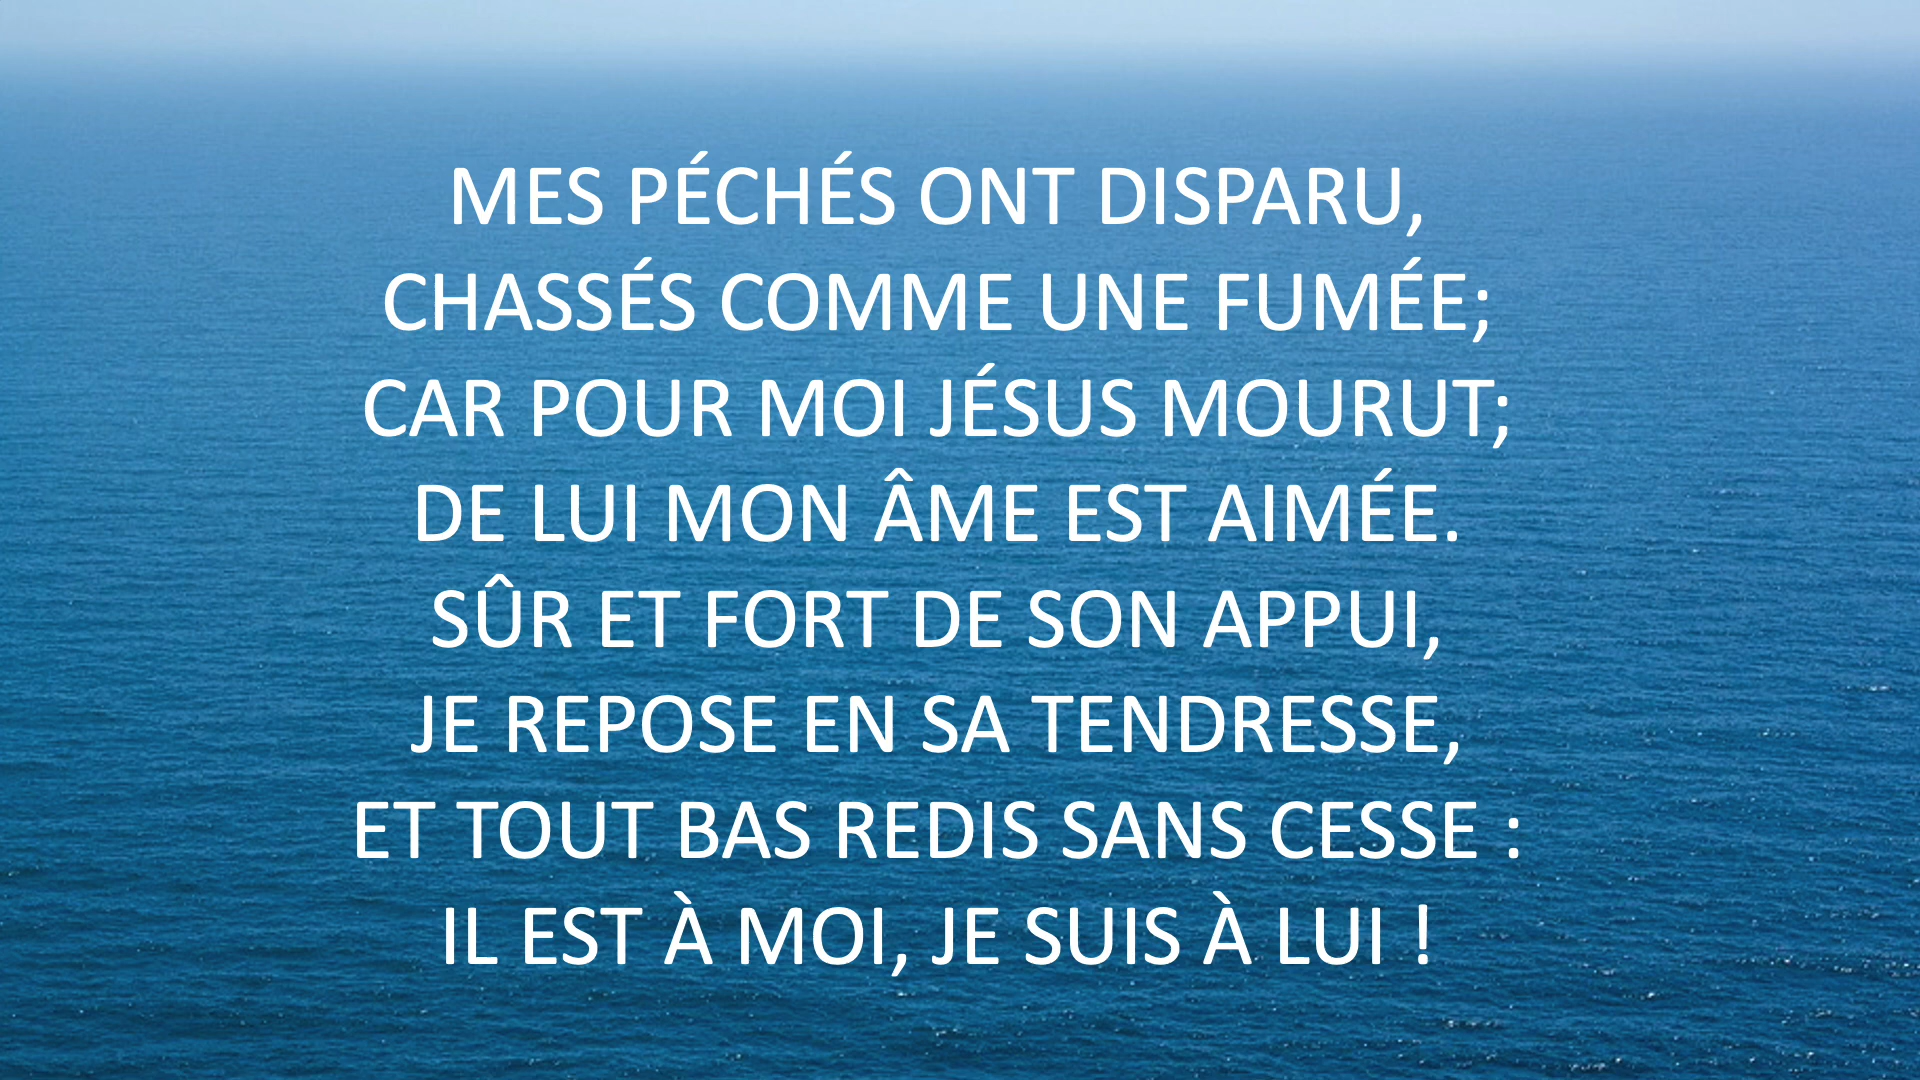 MES PÉCHÉS ONT DISPARU,
CHASSÉS COMME UNE FUMÉE;
CAR POUR MOI JÉSUS MOURUT;
DE LUI MON ÂME EST AIMÉE.
SÛR ET FORT DE SON APPUI,
JE REPOSE EN SA TENDRESSE,
ET TOUT BAS REDIS SANS CESSE :
IL EST À MOI, JE SUIS À LUI !